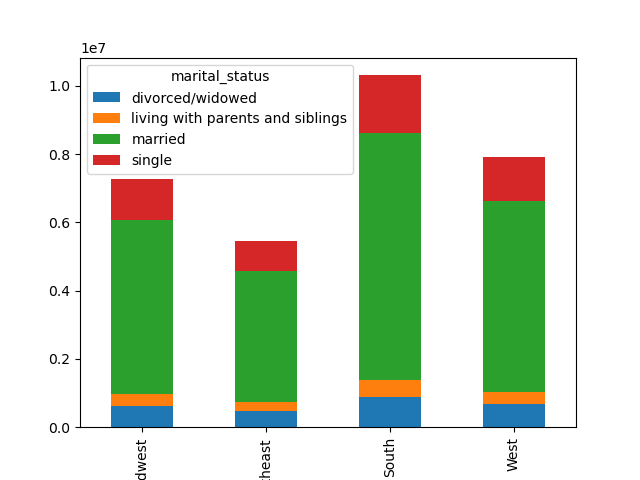 1e7
marital_status
divorced/widowed
living with parents and siblings
married
single
1.0
0.8
0.6
0.4
0.2
0.0
dwest
heast
South
West